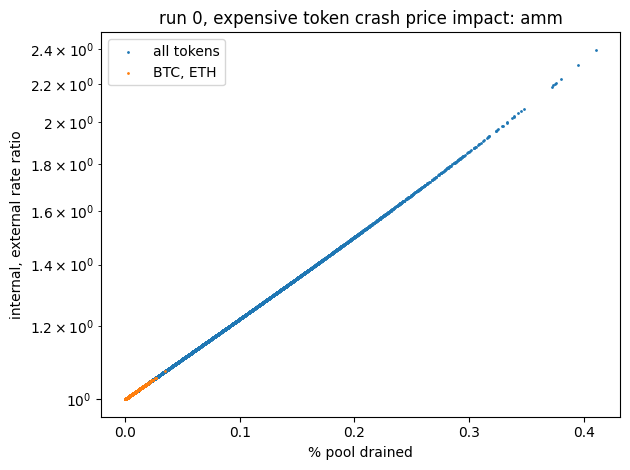 run 0, expensive token crash price impact: amm
all tokens
BTC, ETH
internal, external rate ratio
2.4 × 10⁰
2.2 × 10⁰
2 × 10⁰
1.8 × 10⁰
1.6 × 10⁰
1.4 × 10⁰
1.2 × 10⁰
10⁰
0.0 0.1 0.2 0.3 0.4
% pool drained